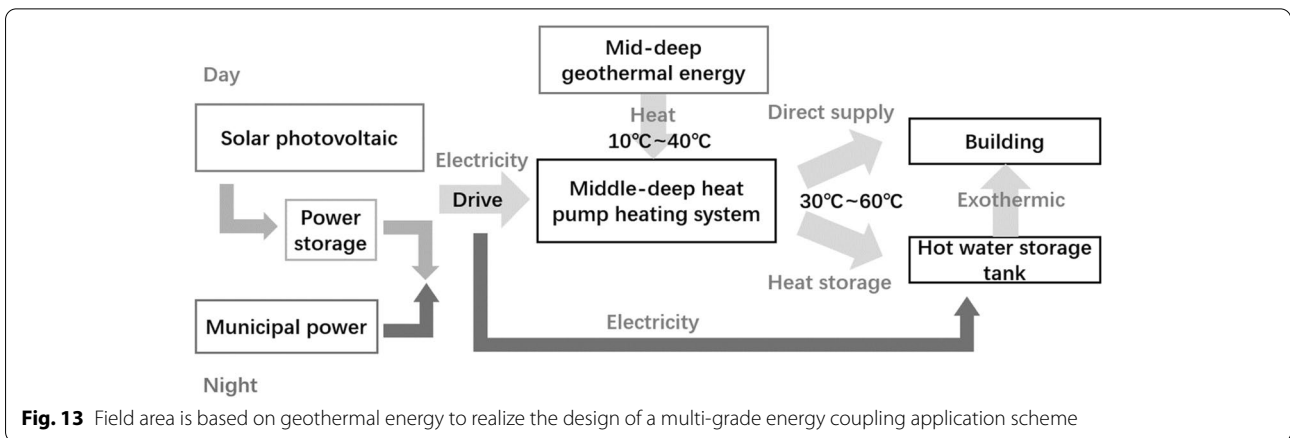 Day
Solar photovoltaic
Power
storage
Municipal power
Night
Electricity
Drive
Mid-deep
geothermal energy
Heat
10℃~40℃
Middle-deep heat
pump heating system
Direct supply
30℃~60℃
Heat storage
Building
Exothermic
Hot water storage
tank
Electricity
Fig. 13 Field area is based on geothermal energy to realize the design of a multi-grade energy coupling application scheme